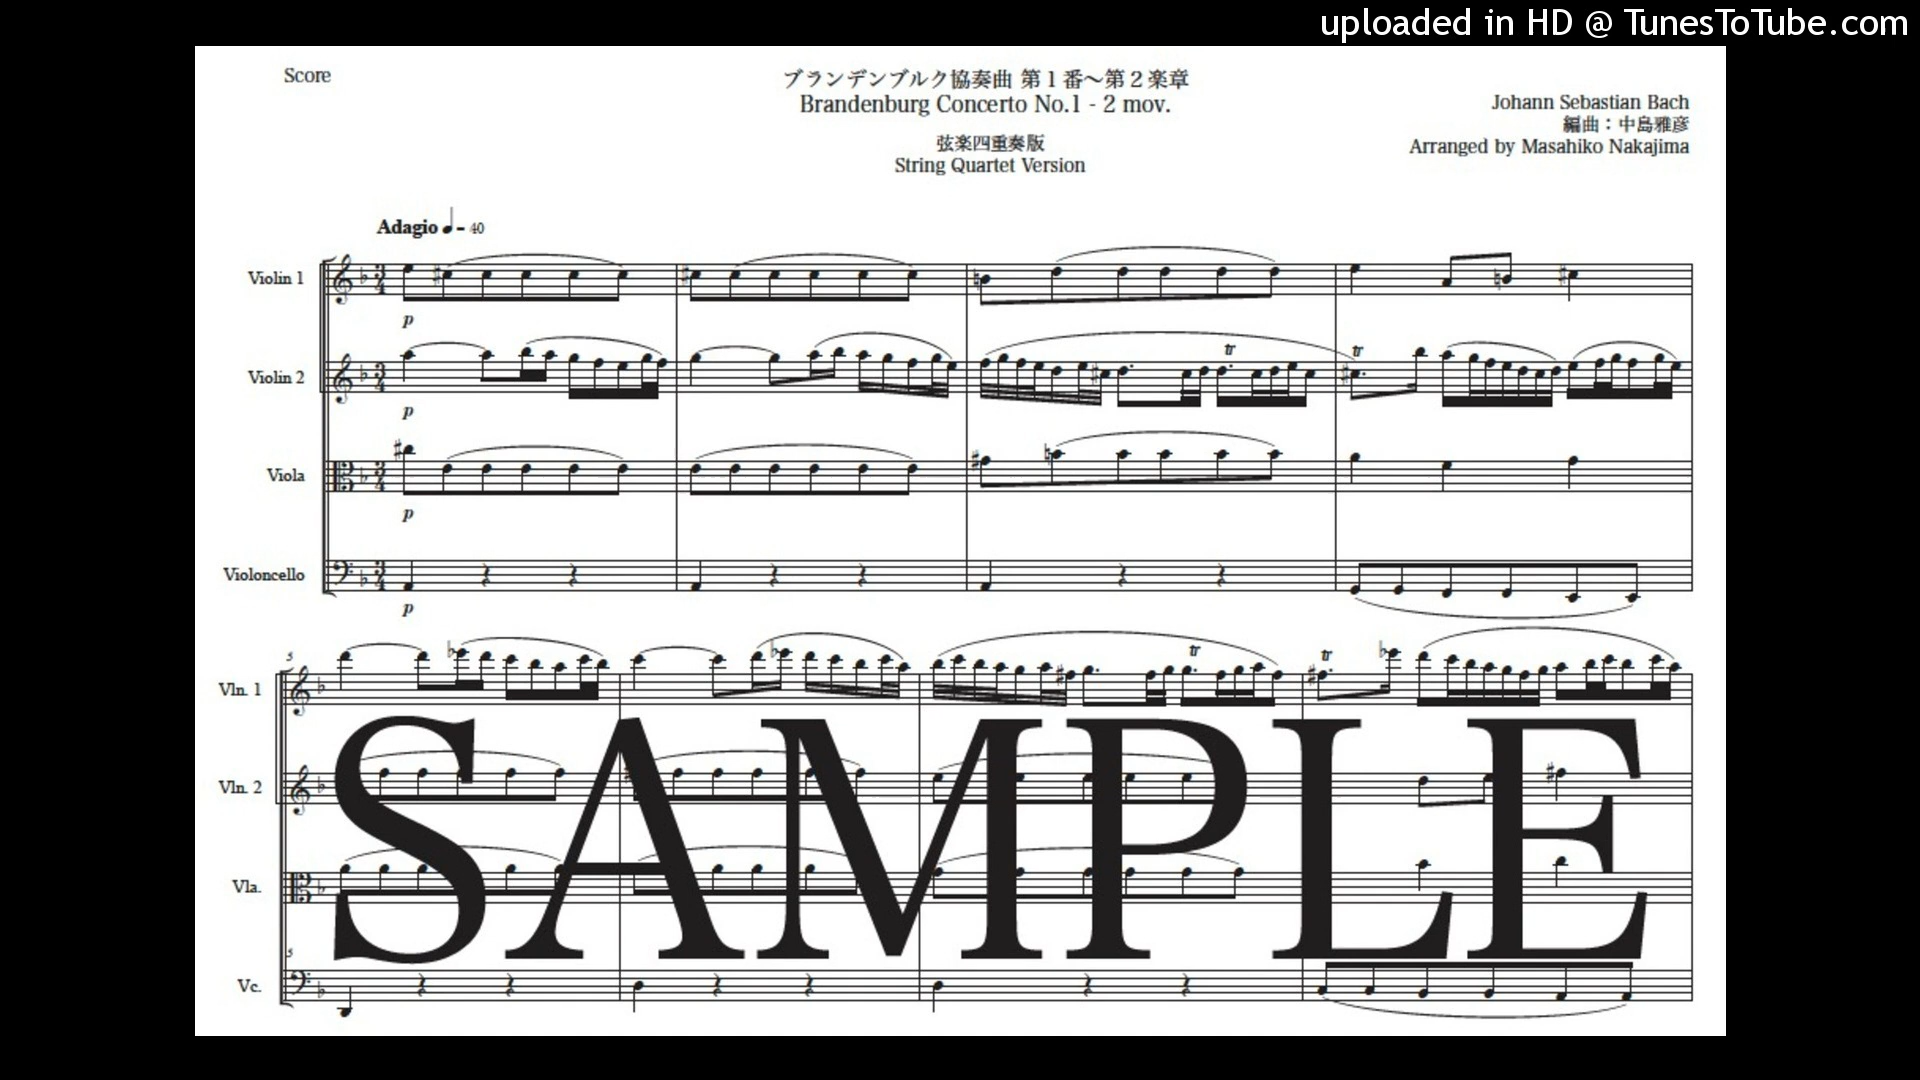 uploaded in HD @ TunesToTube.com
Score
ブランデンブルク協奏曲 第1番〜第2楽章
Brandenburg Concerto No.1 - 2 mov.
弦楽四重奏版
String Quartet Version
Johann Sebastian Bach
編曲：中島雅彦
Arranged by Masahiko Nakajima
Adagio ♩= 40
Violin 1
p
tr
tr
Violin 2
p
Viola
p
Violoncello
p
5
tr
tr
Vln. 1
Vln. 2
Vla.
5
Vc.
SAMPLE